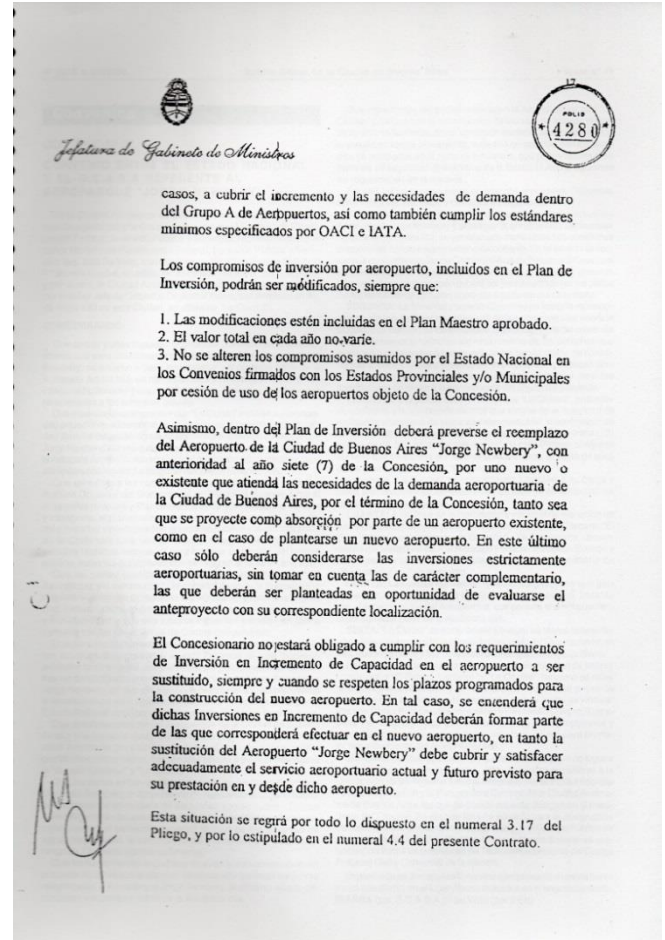 17
FOLIO
4280
Jefatura de Gabinete de Ministros
casos, a cubrir el incremento y las necesidades de demanda dentro
del Grupo A de Aeropuertos, así como también cumplir los estándares
mínimos especificados por OACI e IATA.
Los compromisos de inversión por aeropuerto, incluidos en el Plan de
Inversión, podrán ser modificados, siempre que:
1. Las modificaciones estén incluidas en el Plan Maestro aprobado.
2. El valor total en cada año no varie.
3. No se alteren los compromisos asumidos por el Estado Nacional en
los Convenios firmados con los Estados Provinciales y/o Municipales
por cesión de uso de los aeropuertos objeto de la Concesión.
Asimismo, dentro del Plan de Inversión deberá preverse el reemplazo
del Aeropuerto de la Ciudad de Buenos Aires “Jorge Newbery”, con
anterioridad al año siete (7) de la Concesión, por uno nuevo o
existente que atienda las necesidades de la demanda aeroportuaria de
la Ciudad de Buenos Aires, por el término de la Concesión, tanto sea
que se proyecte como absorción por parte de un aeropuerto existente,
como en el caso de plantearse un nuevo aeropuerto. En este último
caso sólo deberán considerarse las inversiones estrictamente
aeroportuarias, sin tomar en cuenta las de carácter complementario,
las que deberán ser planteadas en oportunidad de evaluarse el
anteproyecto con su correspondiente localización.
El Concesionario no estará obligado a cumplir con los requerimientos
de Inversión en Incremento de Capacidad en el aeropuerto a ser
sustituido, siempre y cuando se respeten los plazos programados para
la construcción del nuevo aeropuerto. En tal caso, se entenderá que
dichas Inversiones en Incremento de Capacidad deberán formar parte
de las que corresponderá efectuar en el nuevo aeropuerto, en tanto la
sustitución del Aeropuerto “Jorge Newbery” debe cubrir y satisfacer
adecuadamente el servicio aeroportuario actual y futuro previsto para
su prestación en y desde dicho aeropuerto.
Esta situación se regirá por todo lo dispuesto en el numeral 3.17 del
Pliego, y por lo estipulado en el numeral 4.4 del presente Contrato.